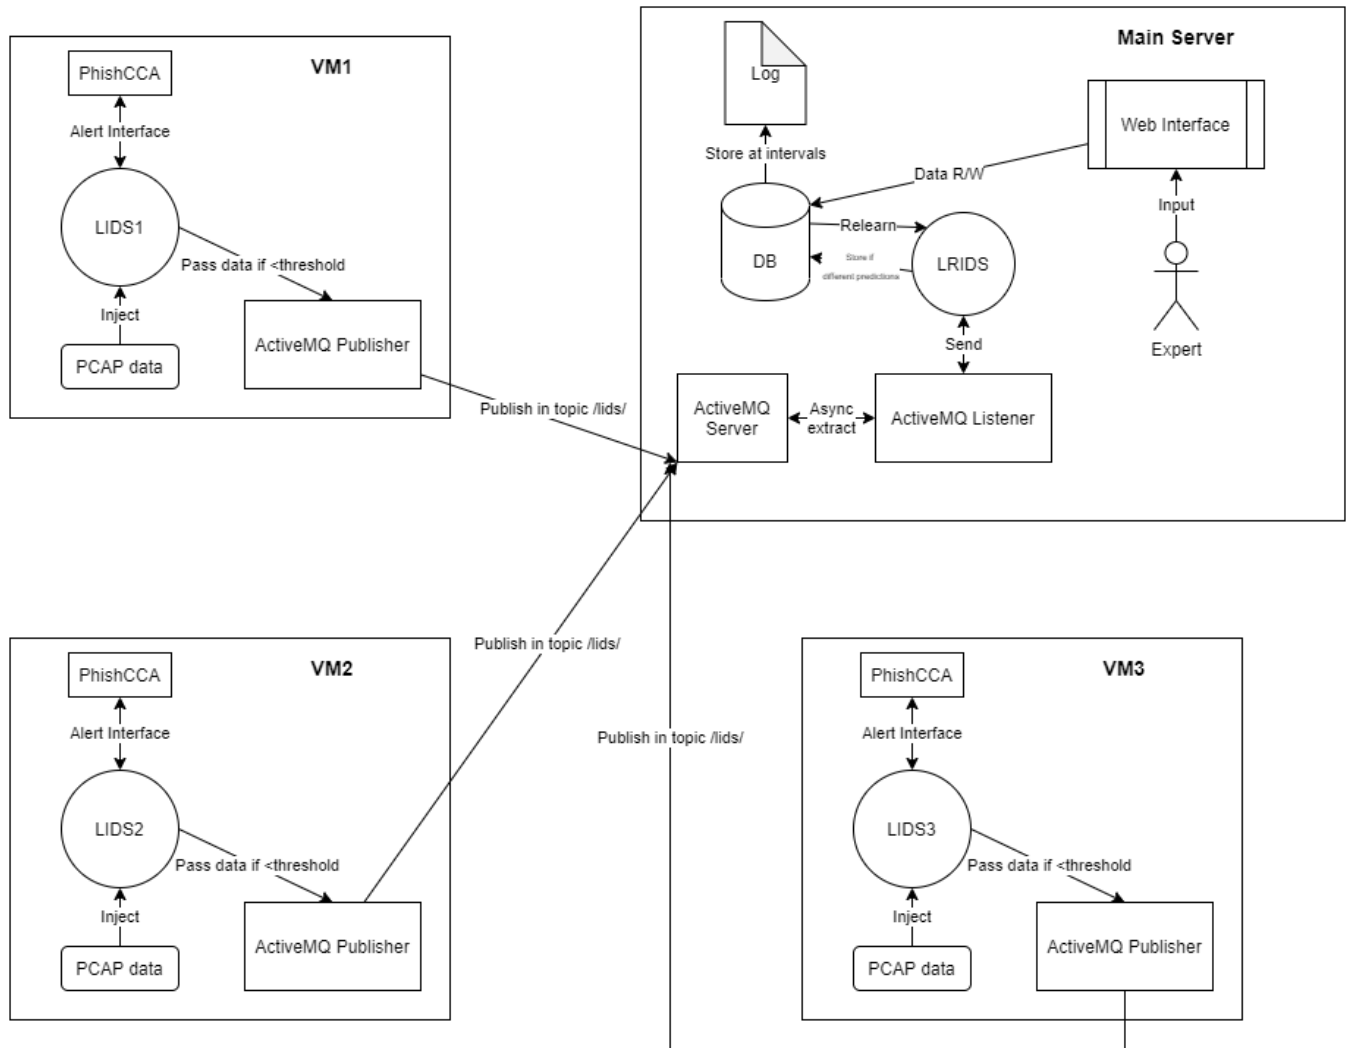 VM1
PhishCCA
Alert Interface
LIDS1
Pass data if <threshold
Inject
PCAP data
ActiveMQ Publisher
Publish in topic /lids/
Main Server
Log
Store at intervals
Web Interface
Data R/W
Input
Relearn
DB
Store if
different predictions
LRIDS
Expert
Send
ActiveMQ
Server
Async
extract
ActiveMQ Listener
VM2
PhishCCA
Alert Interface
LIDS2
Pass data if <threshold
Inject
PCAP data
ActiveMQ Publisher
Publish in topic /lids/
Publish in topic /lids/
VM3
PhishCCA
Alert Interface
LIDS3
Pass data if <threshold
Inject
PCAP data
ActiveMQ Publisher